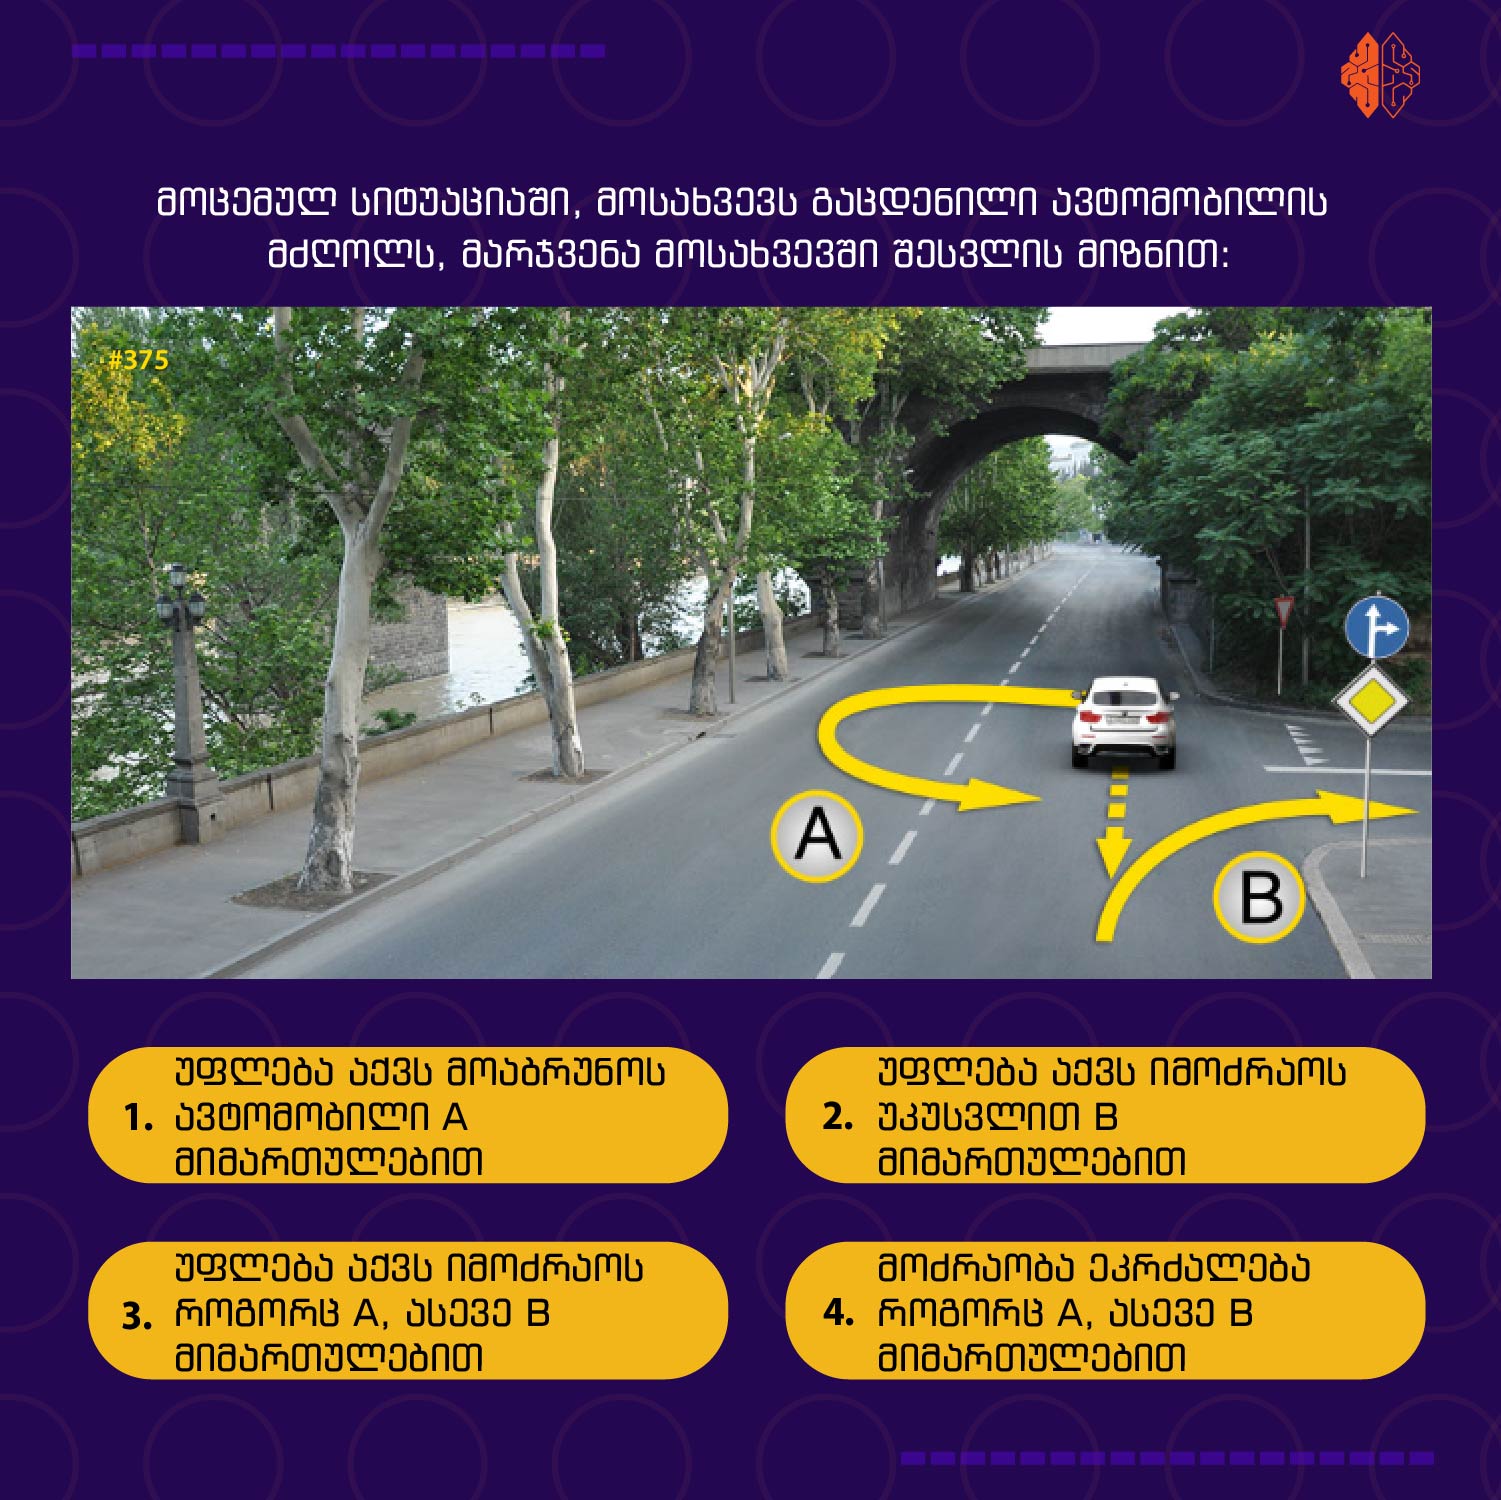 მოცემულ სიტუაციაში, მოსახვევს გაცდენილი ავტომობილის
მძღოლს, მარჯვენა მოსახვევში შესვლის მიზნით:
#375
A
B
1. უფლება აქვს მოაბრუნოს
ავტომობილი A
მიმართულებით
2. უფლება აქვს იმოძრაოს
უკუსვლით B
მიმართულებით
3. უფლება აქვს იმოძრაოს
როგორც A, ასევე B
მიმართულებით
4. მოძრაობა ეკრძალება
როგორც A, ასევე B
მიმართულებით